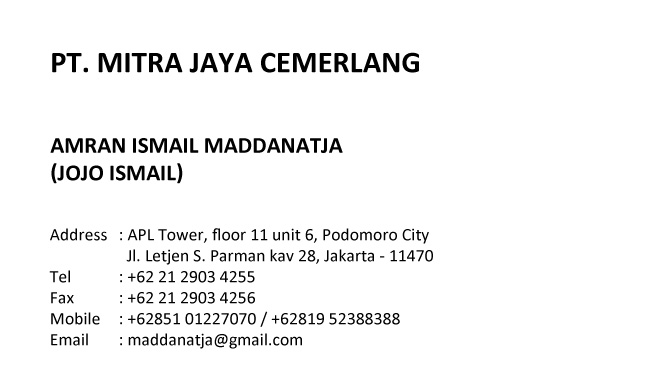 PT. MITRA JAYA CEMERLANG
AMRAN ISMAIL MADDANATJA
(JOJO ISMAIL)
Address : APL Tower, floor 11 unit 6, Podomoro City
Jl. Letjen S. Parman kav 28, Jakarta - 11470
Tel : +62 21 2903 4255
Fax : +62 21 2903 4256
Mobile : +62851 01227070 / +62819 52388388
Email : maddanatja@gmail.com